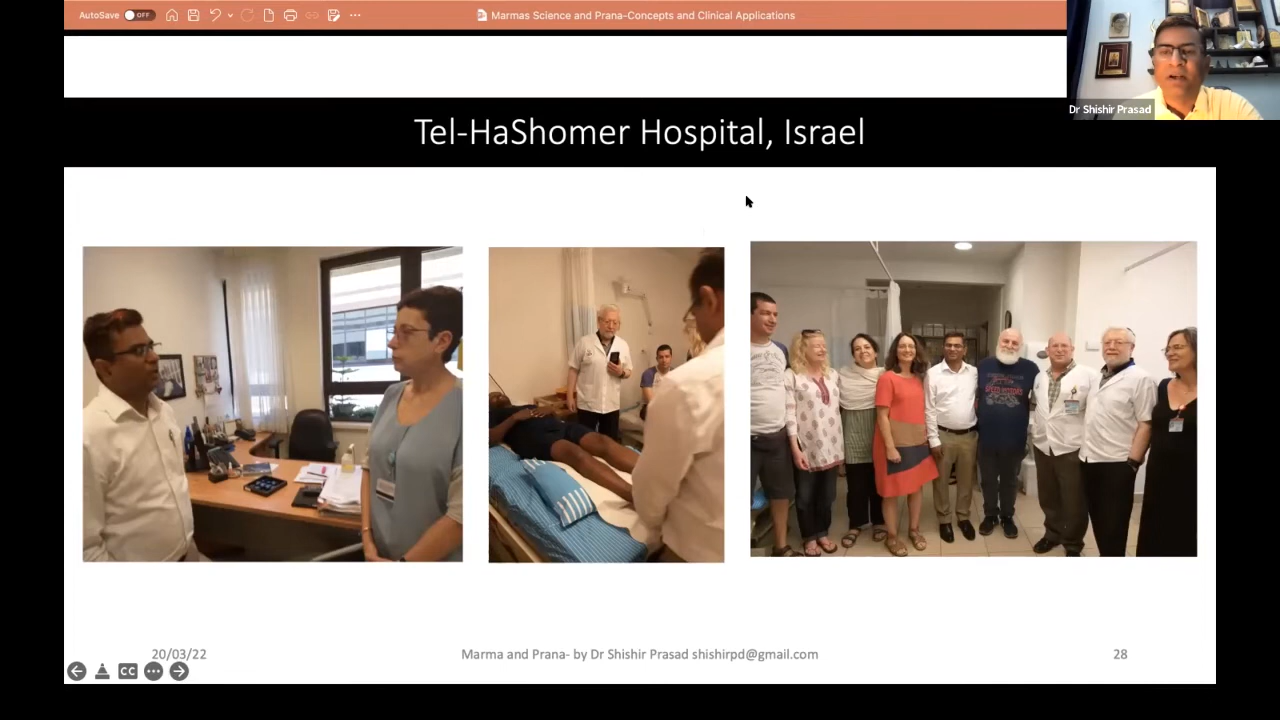 AutoSave OFF
Marmas Science and Prana-Concepts and Clinical Applications
Dr Shishir Prasad
Tel-HaShomer Hospital, Israel
20/03/22
Marma and Prana- by Dr Shishir Prasad shishirpd@gmail.com
28
CC